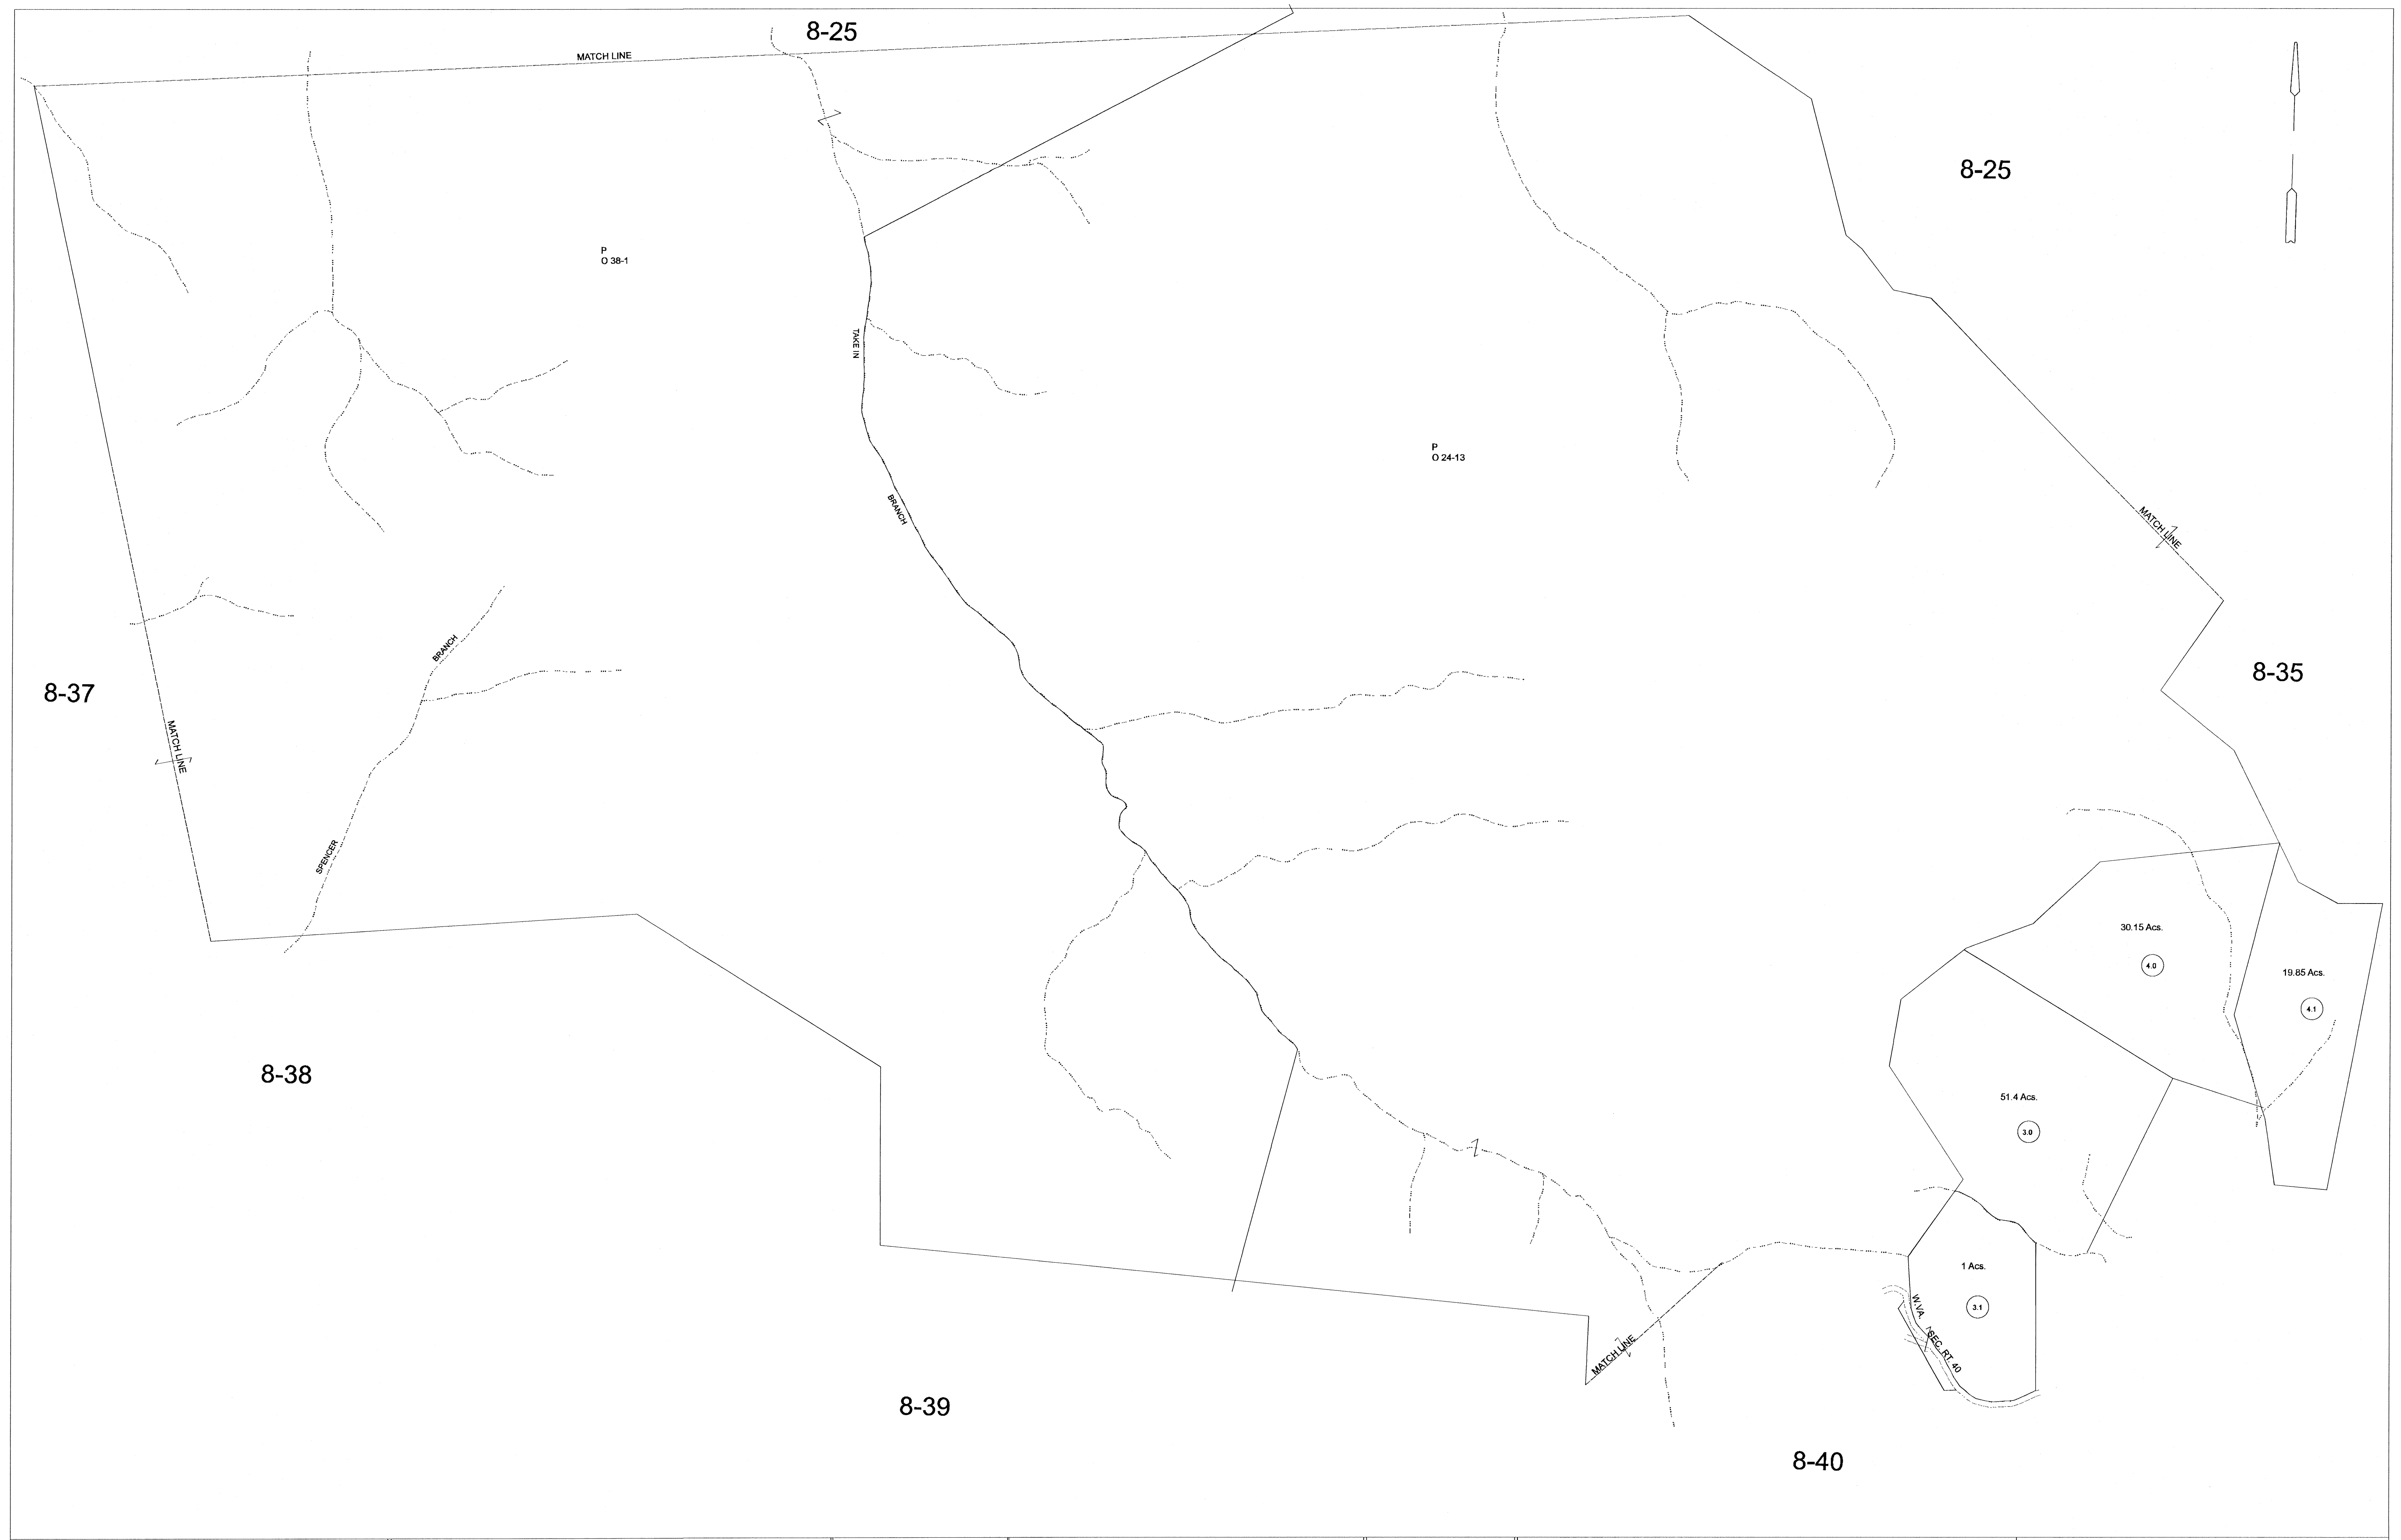 8-25
MATCH LINE
8-25
P
O 38-1
TAKE IN
BRANCH
P
O 24-13
MATCH LINE
BRANCH
SPENCER
8-37
MATCH LINE
8-35
30.15 Acs.
4.0
19.85 Acs.
4.1
8-38
51.4 Acs.
3.0
1 Acs.
3.1
W.VA. SEC. RT. 40
MATCH LINE
8-39
8-40